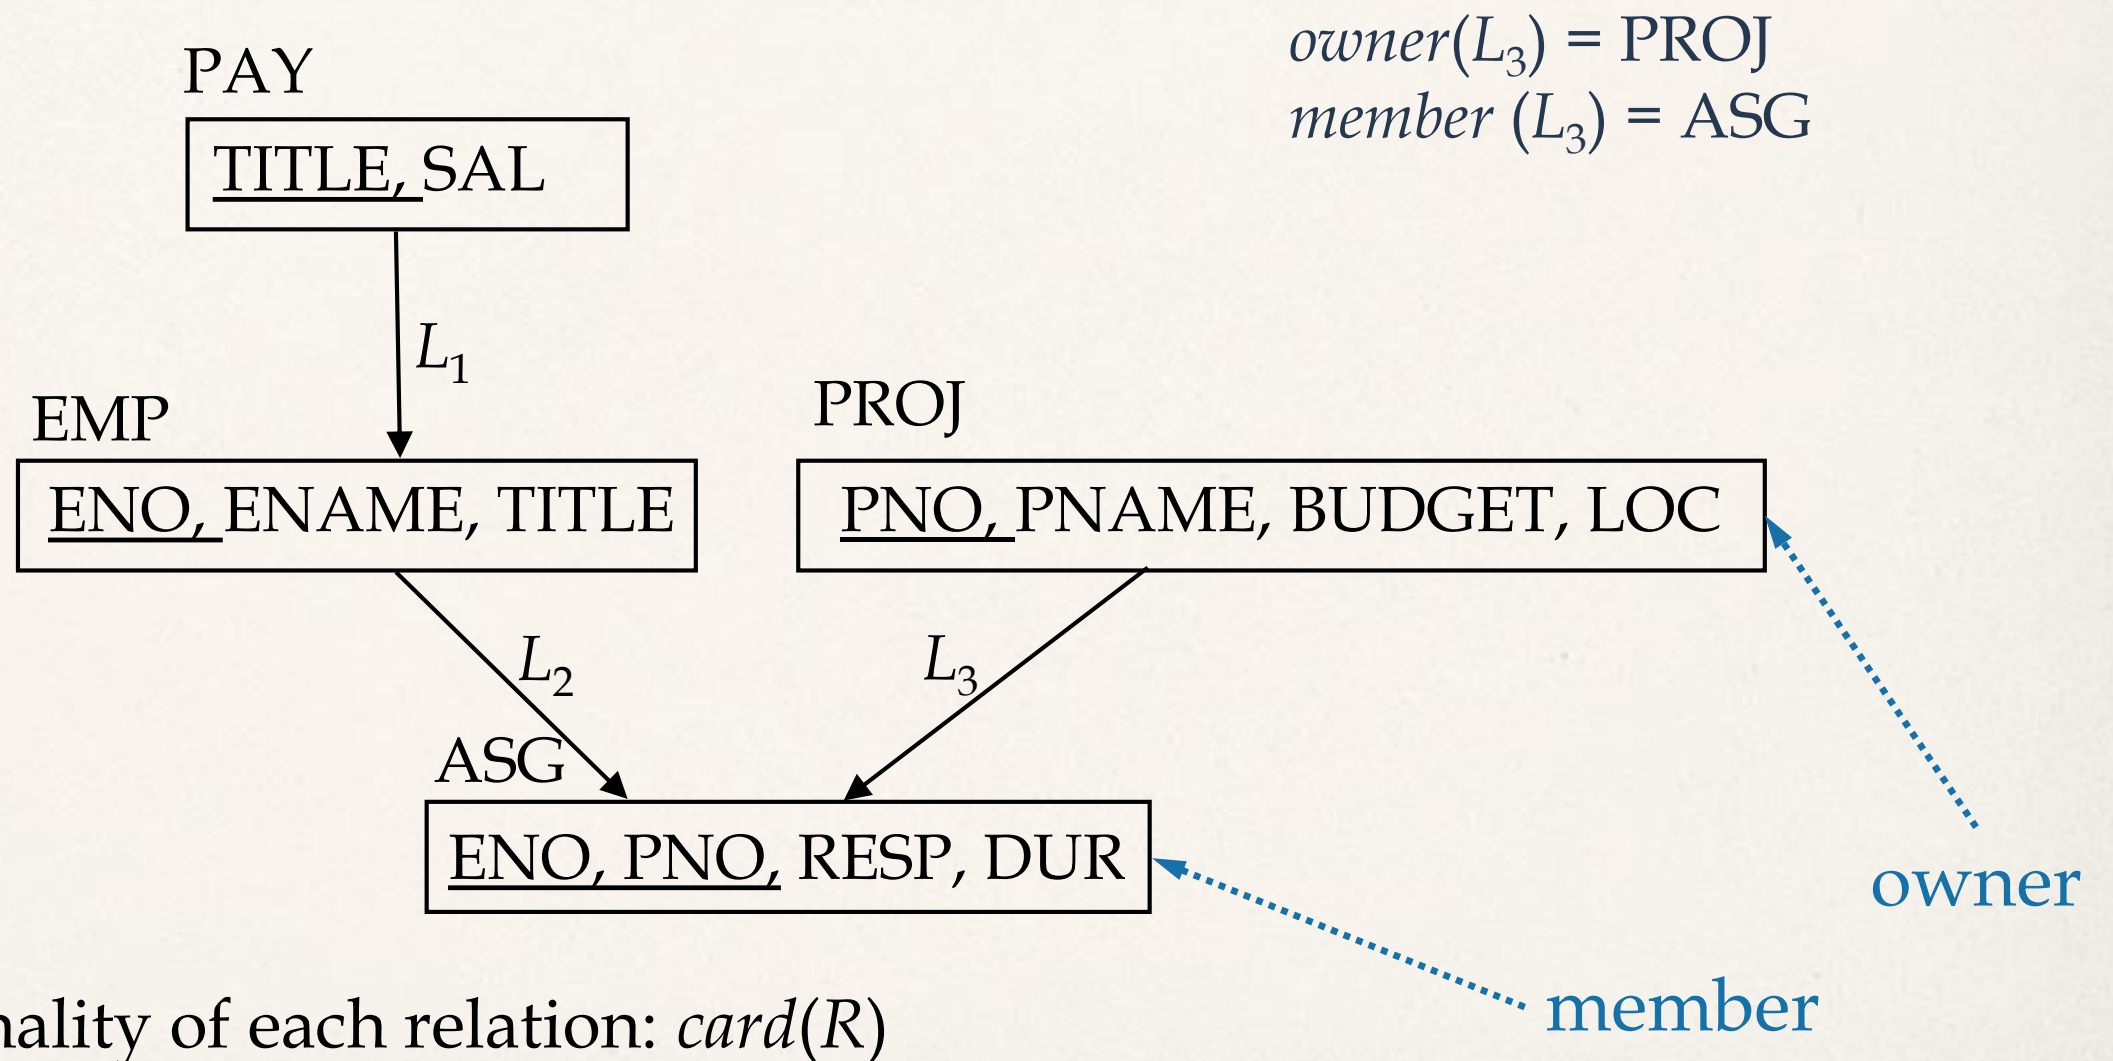 owner(L₃) = PROJ
member (L₃) = ASG
PAY
TITLE, SAL
L₁
EMP
ENO, ENAME, TITLE
PROJ
PNO, PNAME, BUDGET, LOC
L₂
L₃
ASG
ENO, PNO, RESP, DUR
owner
member
of each relation: card(R)